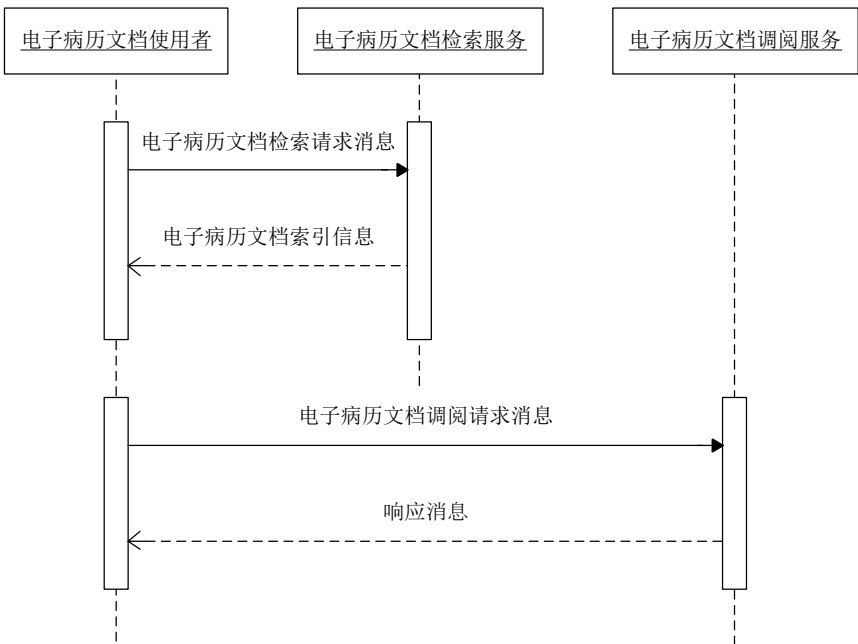 电子病历文档使用者
电子病历文档检索服务
电子病历文档调阅服务
电子病历文档检索请求消息
电子病历文档索引信息
电子病历文档调阅请求消息
响应消息